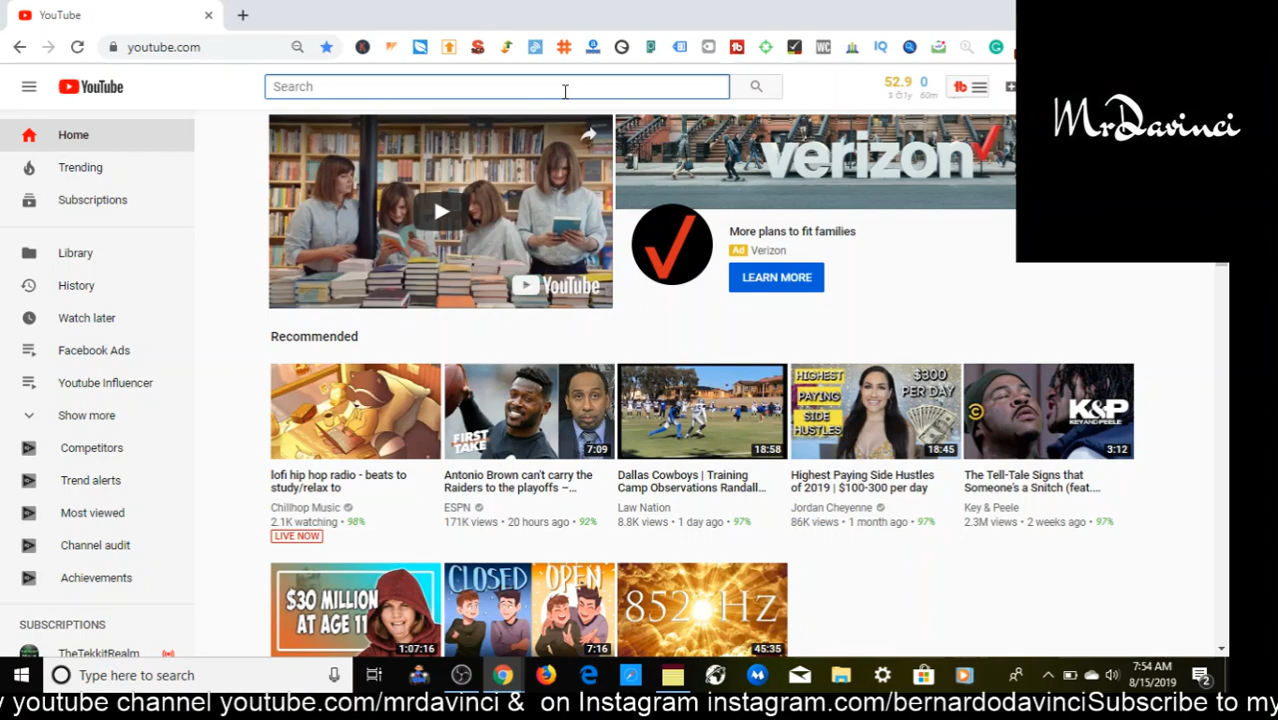 YouTube
youtube.com
YouTube
Search
52.9 0
60m
MrDavinci
Home
Trending
Subscriptions
Library
History
Watch later
Facebook Ads
Youtube Influencer
Show more
Competitors
Trend alerts
Most viewed
Channel audit
Achievements
SUBSCRIPTIONS
TheTekkitRealm
YouTube
verizon
More plans to fit families
Ad Verizon
LEARN MORE
Recommended
lofi hip hop radio - beats to
study/relax to
Chillhop Music
2.1K watching • 98%
LIVE NOW
FIRST
TAKE
7:09
Antonio Brown can't carry the
Raiders to the playoffs –...
ESPN
171K views • 20 hours ago • 92%
18:58
Dallas Cowboys | Training
Camp Observations Randall...
Law Nation
8.8K views • 1 day ago • 97%
HIGHEST
PAYING
SIDE
HUSTLES
$300
PER DAY
18:45
Highest Paying Side Hustles
of 2019 | $100-300 per day
Jordan Cheyenne
86K views • 1 month ago • 97%
K&P
KEY AND PEELE
3:12
The Tell-Tale Signs that
Someone's a Snitch (feat....
Key & Peele
2.3M views • 2 weeks ago • 97%
$30 MILLION
AT AGE 11
1:07:16
CLOSED
OPEN
7:16
852 Hz
45:35
Type here to search
7:54 AM
8/15/2019
2
y youtube channel youtube.com/mrdavinci & on Instagram instagram.com/bernardodavinciSubscribe to my